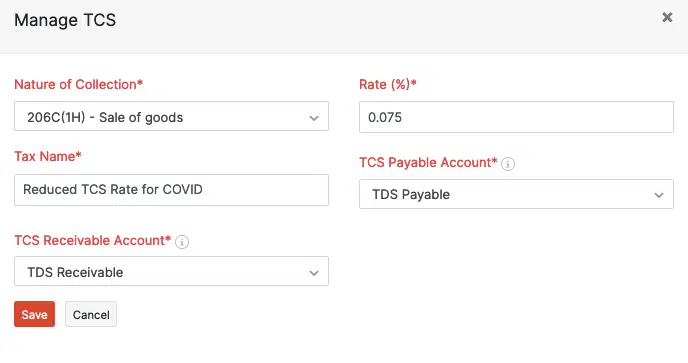 Manage TCS
Nature of Collection*
Rate (%)*
206C(1H) - Sale of goods
0.075
Tax Name*
TCS Payable Account*
Reduced TCS Rate for COVID
TDS Payable
TCS Receivable Account*
TDS Receivable
Save
Cancel